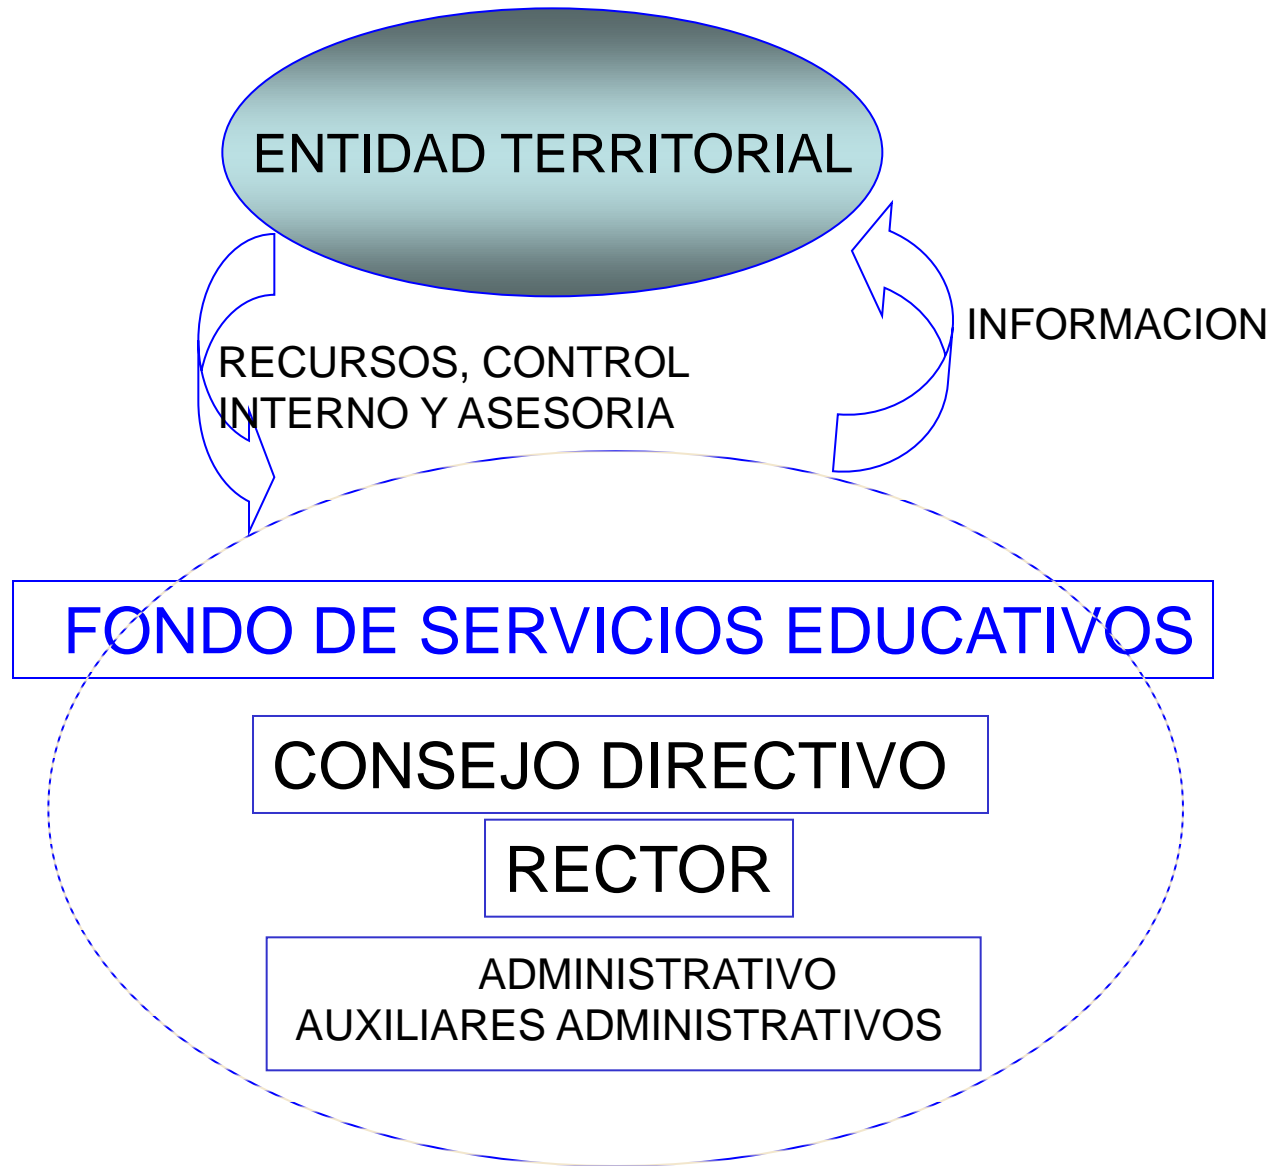 ENTIDAD TERRITORIAL
INFORMACION
RECURSOS, CONTROL
INTERNO Y ASESORIA
FONDO DE SERVICIOS EDUCATIVOS
CONSEJO DIRECTIVO
RECTOR
ADMINISTRATIVO
AUXILIARES ADMINISTRATIVOS